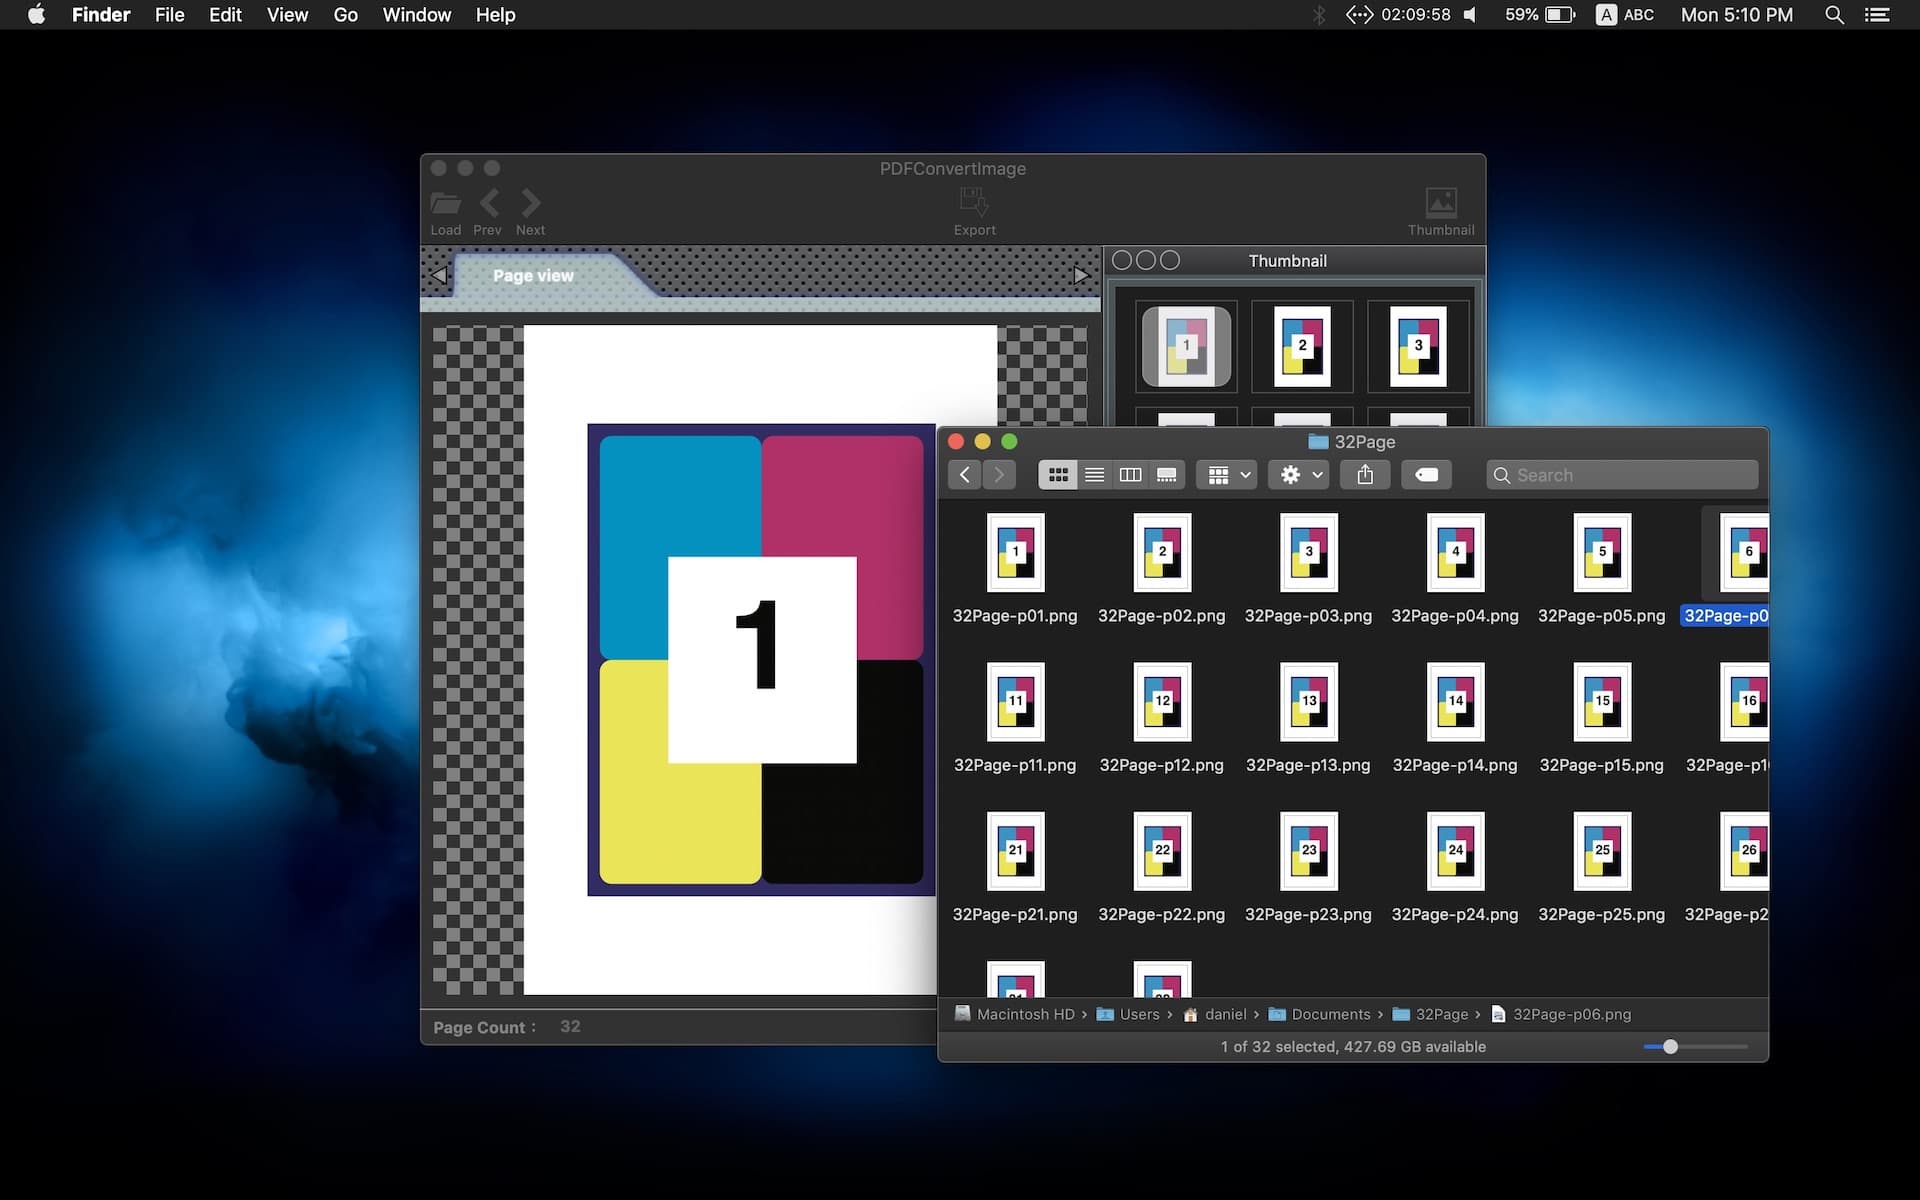 Finder File Edit View Go Window Help 02:09:58 59% A ABC Mon 5:10 PM
PDFConvertImage
Load Prev Next Export Thumbnail
Page view
Thumbnail
1 2 3
1
Page Count : 32
32Page
Search
1 2 3 4 5 6
32Page-p01.png 32Page-p02.png 32Page-p03.png 32Page-p04.png 32Page-p05.png 32Page-p0
11 12 13 14 15 16
32Page-p11.png 32Page-p12.png 32Page-p13.png 32Page-p14.png 32Page-p15.png 32Page-p1
21 22 23 24 25 26
32Page-p21.png 32Page-p22.png 32Page-p23.png 32Page-p24.png 32Page-p25.png 32Page-p2
Macintosh HD › Users › daniel › Documents › 32Page › 32Page-p06.png
1 of 32 selected, 427.69 GB available